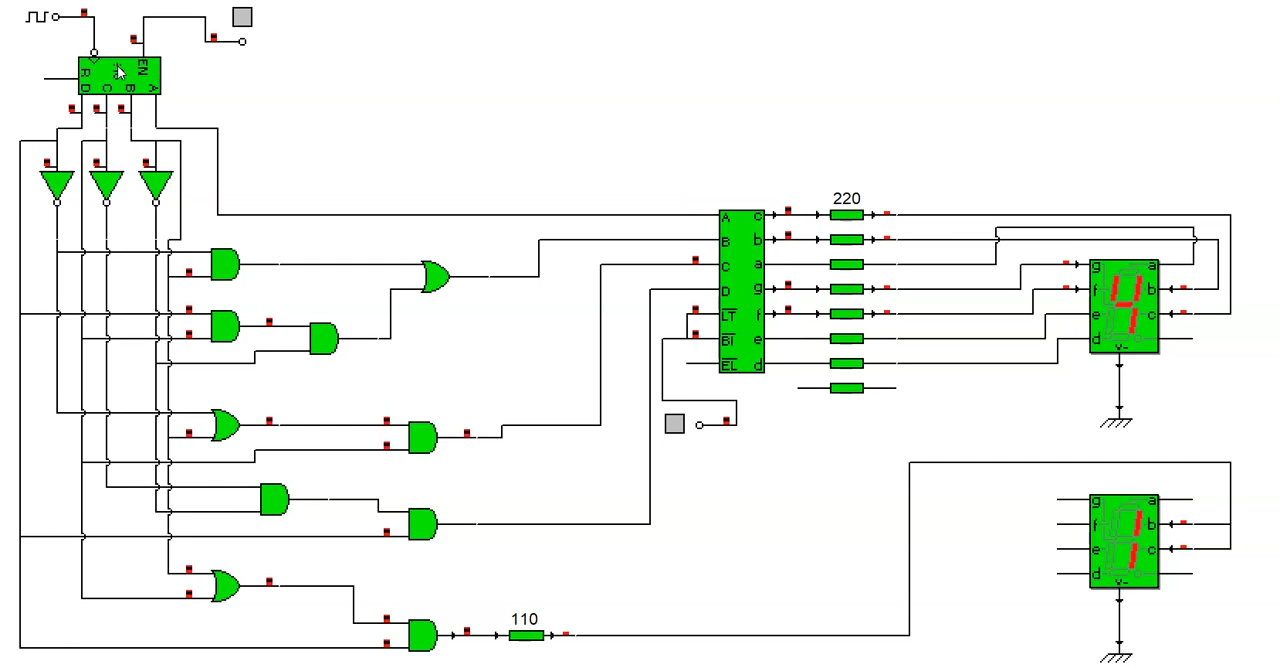 EN
R
D C B A
220
A c
B b
C a
D g
LT f
BI e
EL d
g a
f b
e c
d
V-
g a
f b
e c
d
V-
110